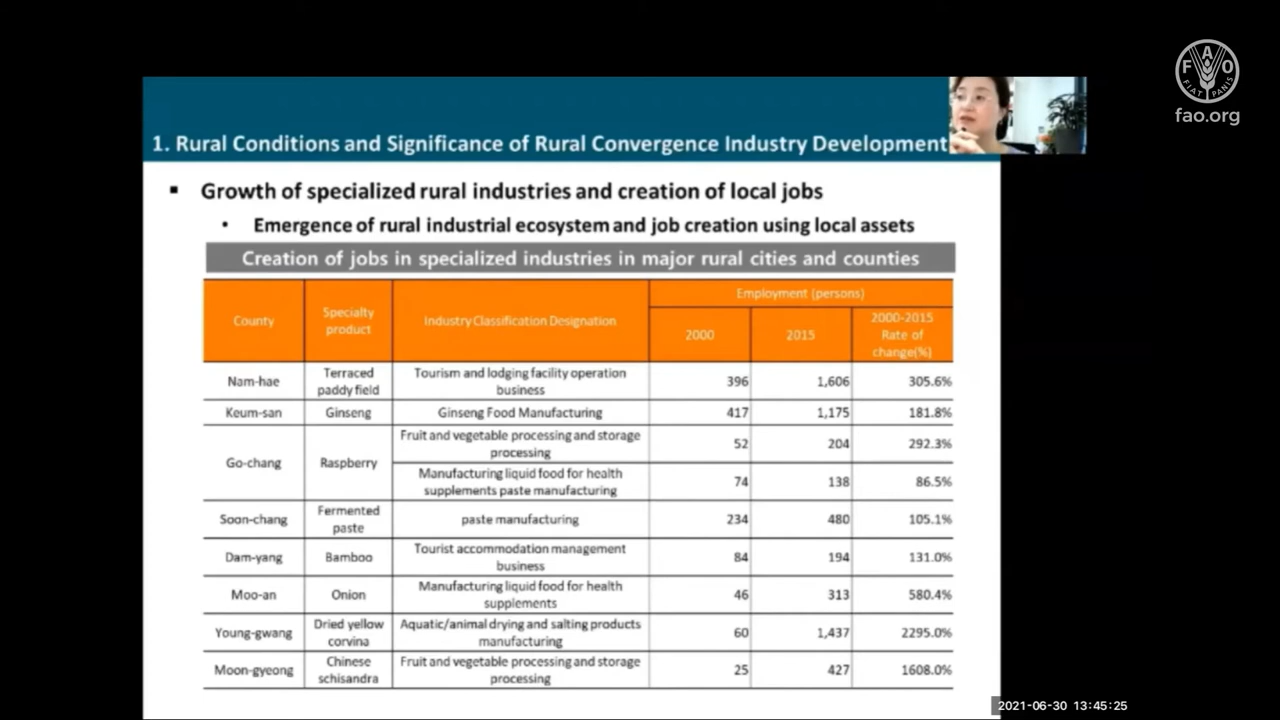 FAO
FIAT PANIS
fao.org
1. Rural Conditions and Significance of Rural Convergence Industry Development
▪ Growth of specialized rural industries and creation of local jobs
• Emergence of rural industrial ecosystem and job creation using local assets
Creation of jobs in specialized industries in major rural cities and counties
County
Specialty
product
Industry Classification Designation
Employment (persons)
2000
2015
2000-2015
Rate of
change(%)
Nam-hae
Terraced
paddy field
Tourism and lodging facility operation
business
396
1,606
305.6%
Keum-san
Ginseng
Ginseng Food Manufacturing
417
1,175
181.8%
Go-chang
Raspberry
Fruit and vegetable processing and storage
processing
52
204
292.3%
Manufacturing liquid food for health
supplements paste manufacturing
74
138
86.5%
Soon-chang
Fermented
paste
paste manufacturing
234
480
105.1%
Dam-yang
Bamboo
Tourist accommodation management
business
84
194
131.0%
Moo-an
Onion
Manufacturing liquid food for health
supplements
46
313
580.4%
Young-gwang
Dried yellow
corvina
Aquatic/animal drying and salting products
manufacturing
60
1,437
2295.0%
Moon-gyeong
Chinese
schisandra
Fruit and vegetable processing and storage
processing
25
427
1608.0%
2021-06-30 13:45:25